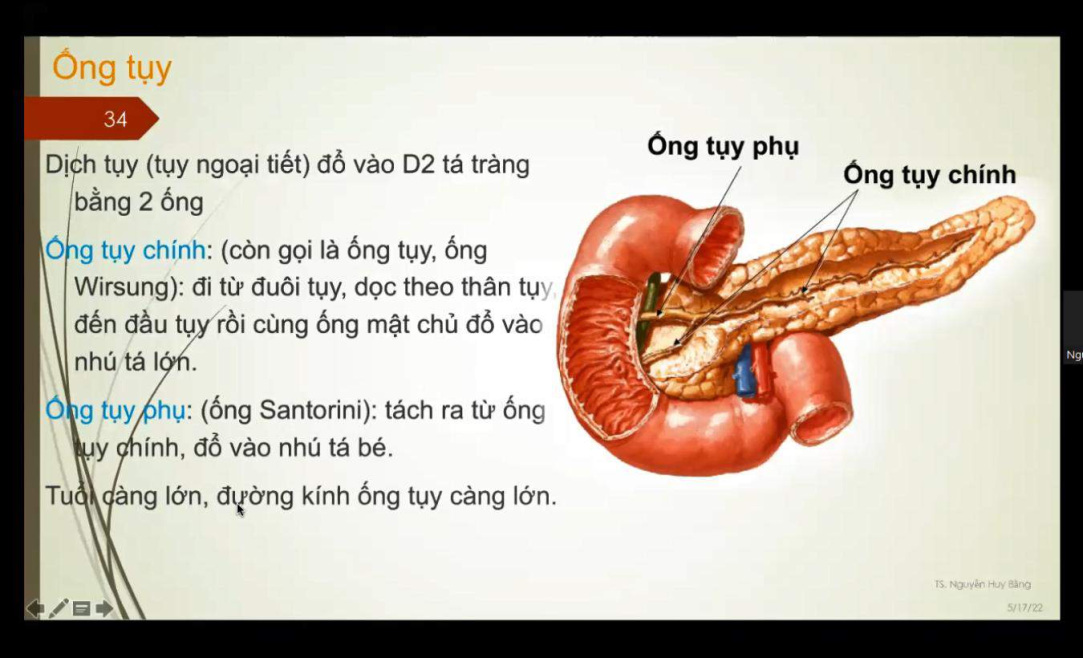 Ống tụy
34
Dịch tụy (tụy ngoại tiết) đổ vào D2 tá tràng
bằng 2 ống
Ống tụy chính: (còn gọi là ống tụy, ống
Wirsung): đi từ đuôi tụy, dọc theo thân tụy,
đến đầu tụy rồi cùng ống mật chủ đổ vào
nhú tá lớn.
Ống tụy phụ: (ống Santorini): tách ra từ ống
tụy chính, đổ vào nhú tá bé.
Tuổi càng lớn, đường kính ống tụy càng lớn.
Ống tụy phụ
Ống tụy chính
TS. Nguyễn Huy Bằng
5/17/22